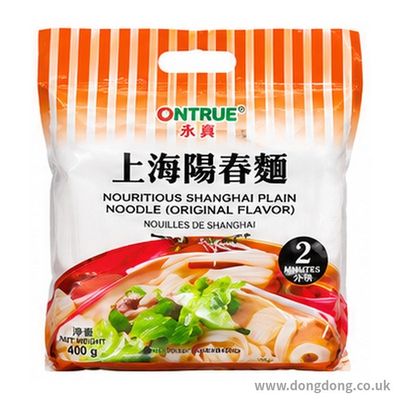 ONTRUE®
永真
上海陽春麵
NOURITIOUS SHANGHAI PLAIN
NOODLE (ORIGINAL FLAVOR)
NOUILLES DE SHANGHAI
2
MINUTES
分
淨重
NET WEIGHT
400 g
www.dongdong.co.uk